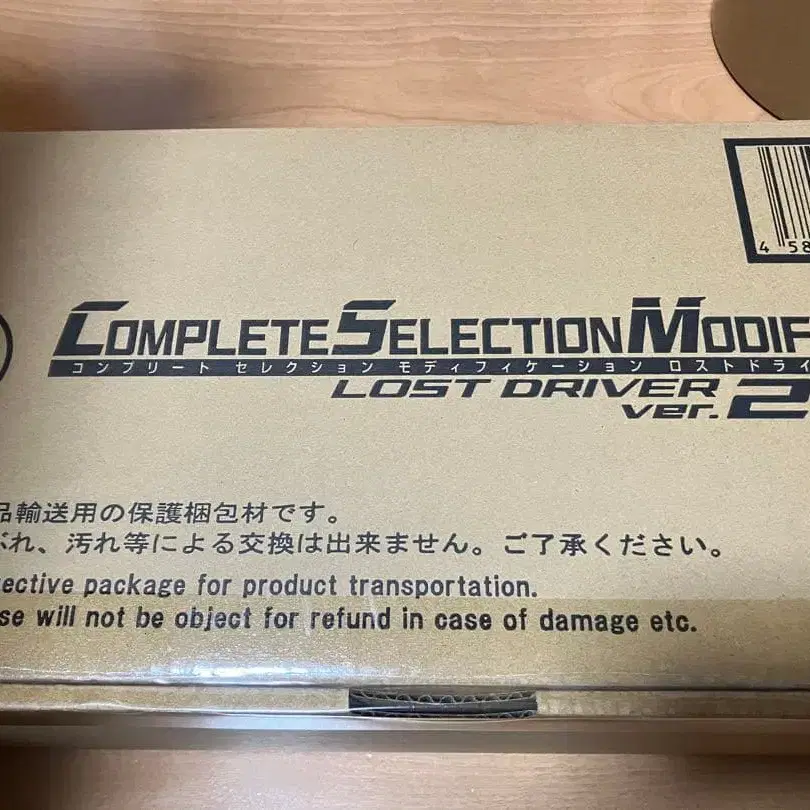 4 58
COMPLETE SELECTION MODIF
コンプリート セレクション モディフィケーション ロストドライ
LOST DRIVER
ver. 2
品輸送用の保護梱包材です。
ぶれ、汚れ等による交換は出来ません。ご了承ください。
ective package for product transportation.
se will not be object for refund in case of damage etc.